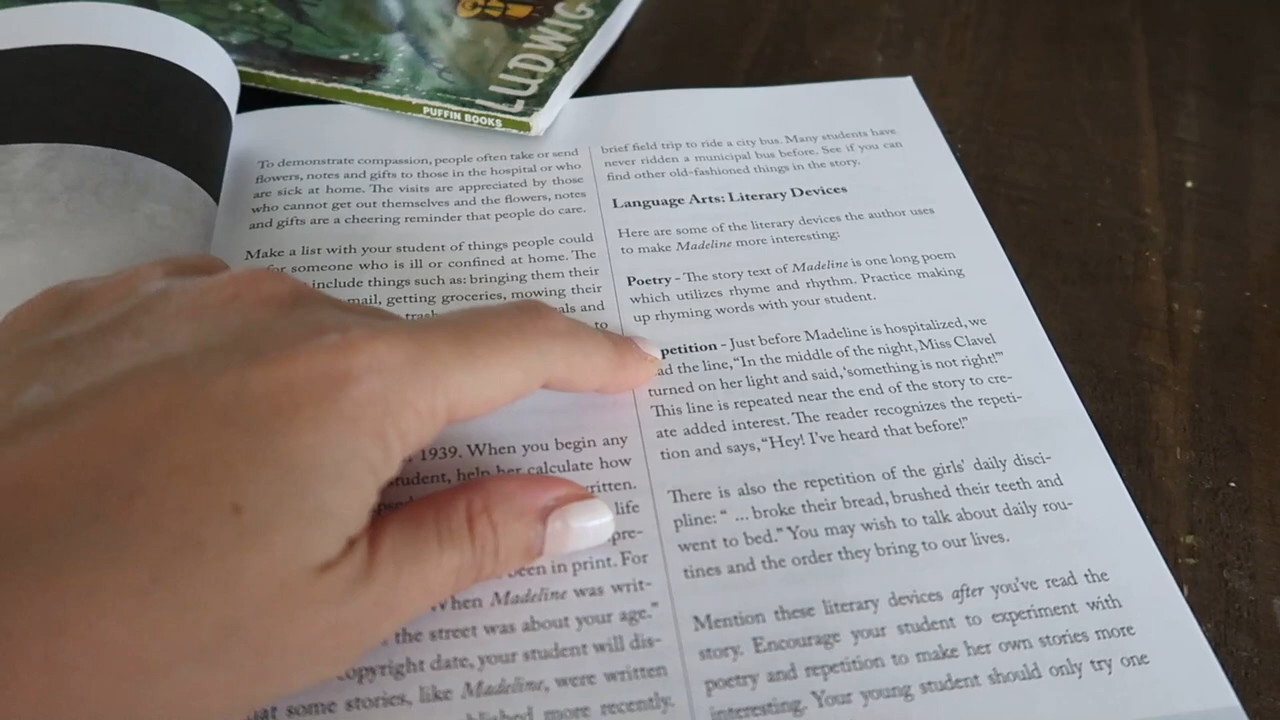 LUDWIG
PUFFIN BOOKS
To demonstrate compassion, people often take or send
flowers, notes and gifts to those in the hospital or who
are sick at home. The visits are appreciated by those
who cannot get out themselves and the flowers, notes
and gifts are a cheering reminder that people do care.
Make a list with your student of things people could
for someone who is ill or confined at home. The
include things such as: bringing them their
mail, getting groceries, mowing their
trash
and
to
1939. When you begin any
help her calculate how
life
been in print. For
When Madeline was writ-
the street was about your age."
copyright date, your student will dis-
some stories, like Madeline, were written
more recently.
brief field trip to ride a city bus. Many students have
never ridden a municipal bus before. See if you can
find other old-fashioned things in the story.
Language Arts: Literary Devices
Here are some of the literary devices the author uses
to make Madeline more interesting:
Poetry - The story text of Madeline is one long poem
which utilizes rhyme and rhythm. Practice making
up rhyming words with your student.
petition - Just before Madeline is hospitalized, we
ad the line, "In the middle of the night, Miss Clavel
turned on her light and said, 'something is not right!'"
This line is repeated near the end of the story to cre-
ate added interest. The reader recognizes the repeti-
tion and says, "Hey! I've heard that before!"
There is also the repetition of the girls' daily disci-
pline: " ... broke their bread, brushed their teeth and
went to bed." You may wish to talk about daily rou-
tines and the order they bring to our lives.
Mention these literary devices after you've read the
story. Encourage your student to experiment with
poetry and repetition to make her own stories more
interesting. Your young student should only try one